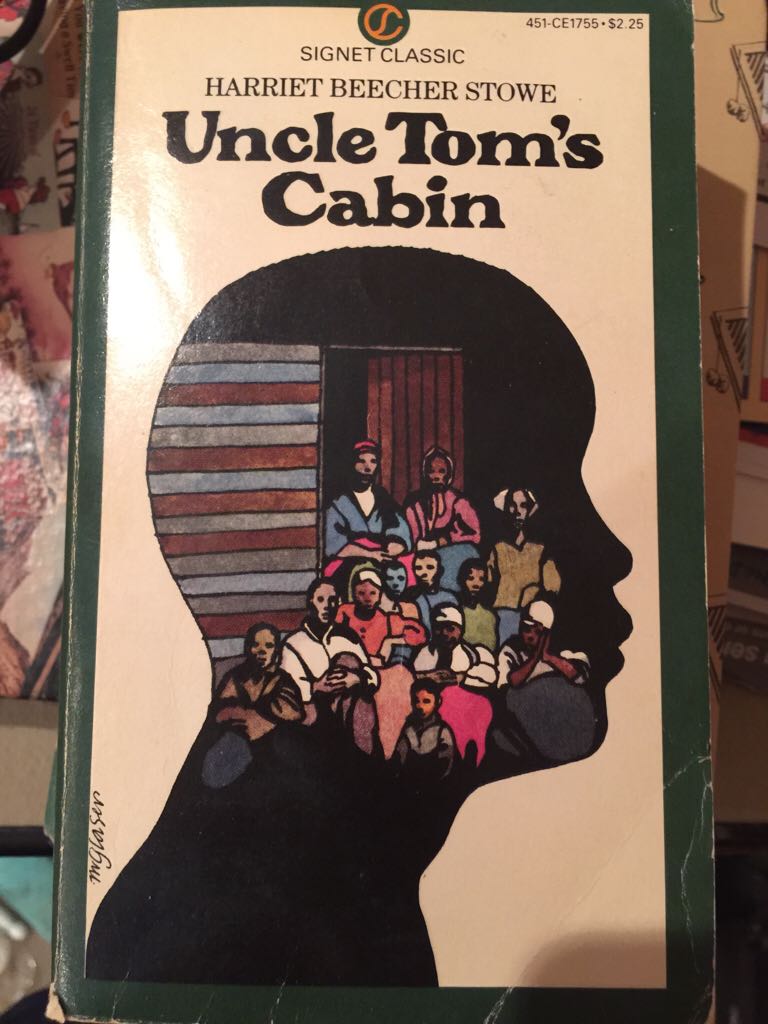 451-CE1755•$2.25
SIGNET CLASSIC
HARRIET BEECHER STOWE
Uncle Tom's
Cabin
mGlaser